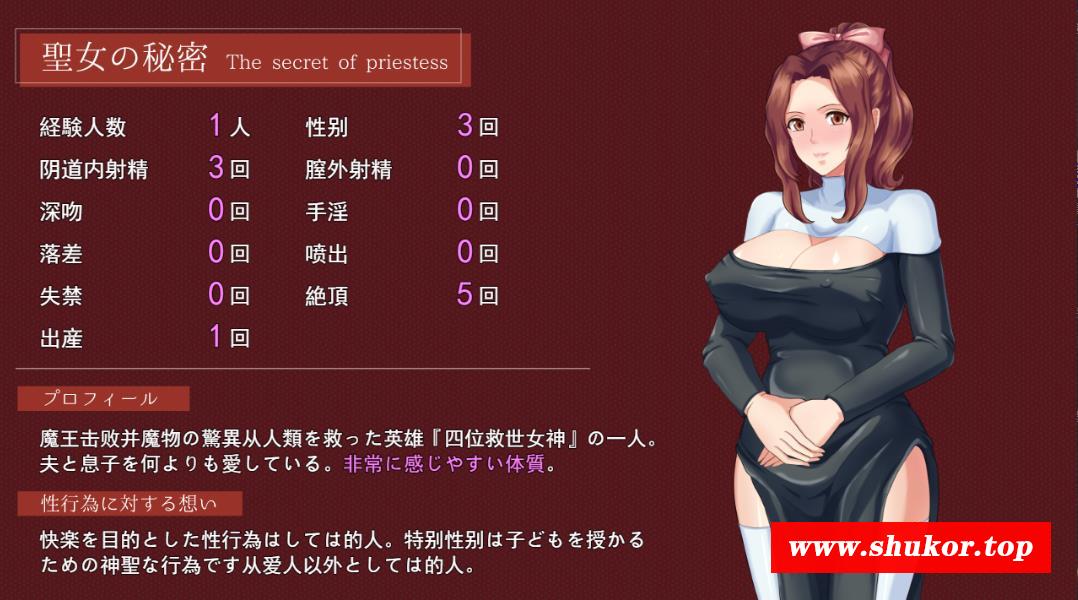 聖女の秘密 The secret of priestess
経験人数 1人 性别 3回
阴道内射精 3回 膣外射精 0回
深吻 0回 手淫 0回
落差 0回 喷出 0回
失禁 0回 絶頂 5回
出産 1回
プロフィール
魔王击败并魔物の驚異从人類を救った英雄『四位救世女神』の一人。
夫と息子を何よりも愛している。非常に感じやすい体質。
性行為に対する想い
快楽を目的とした性行為はしては的人。特别性别は子どもを授かる
ための神聖な行為です从爱人以外としては的人。
www.shukor.top